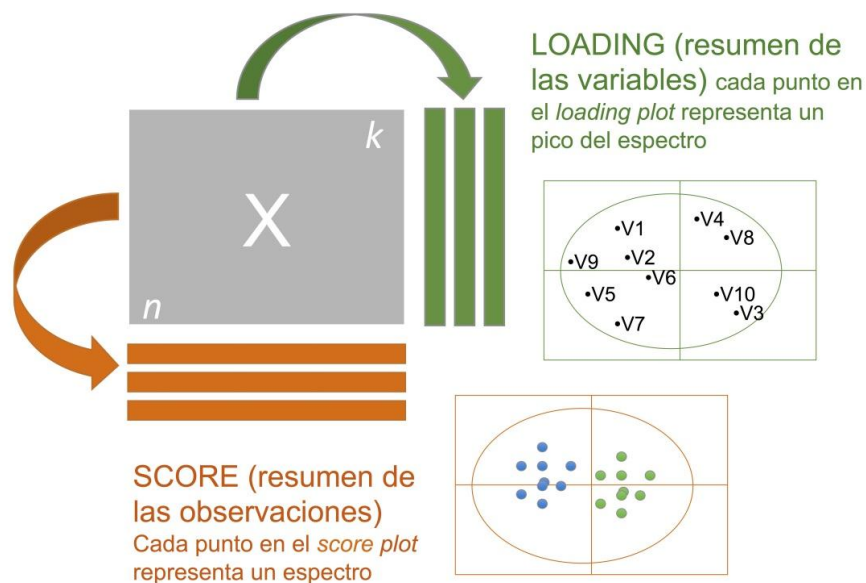 LOADING (resumen de
las variables) cada punto en
el loading plot representa un
pico del espectro
k
X
n
V1
V4
V8
V9
V2
V6
V5
V10
V7
V3
SCORE (resumen de
las observaciones)
Cada punto en el score plot
representa un espectro